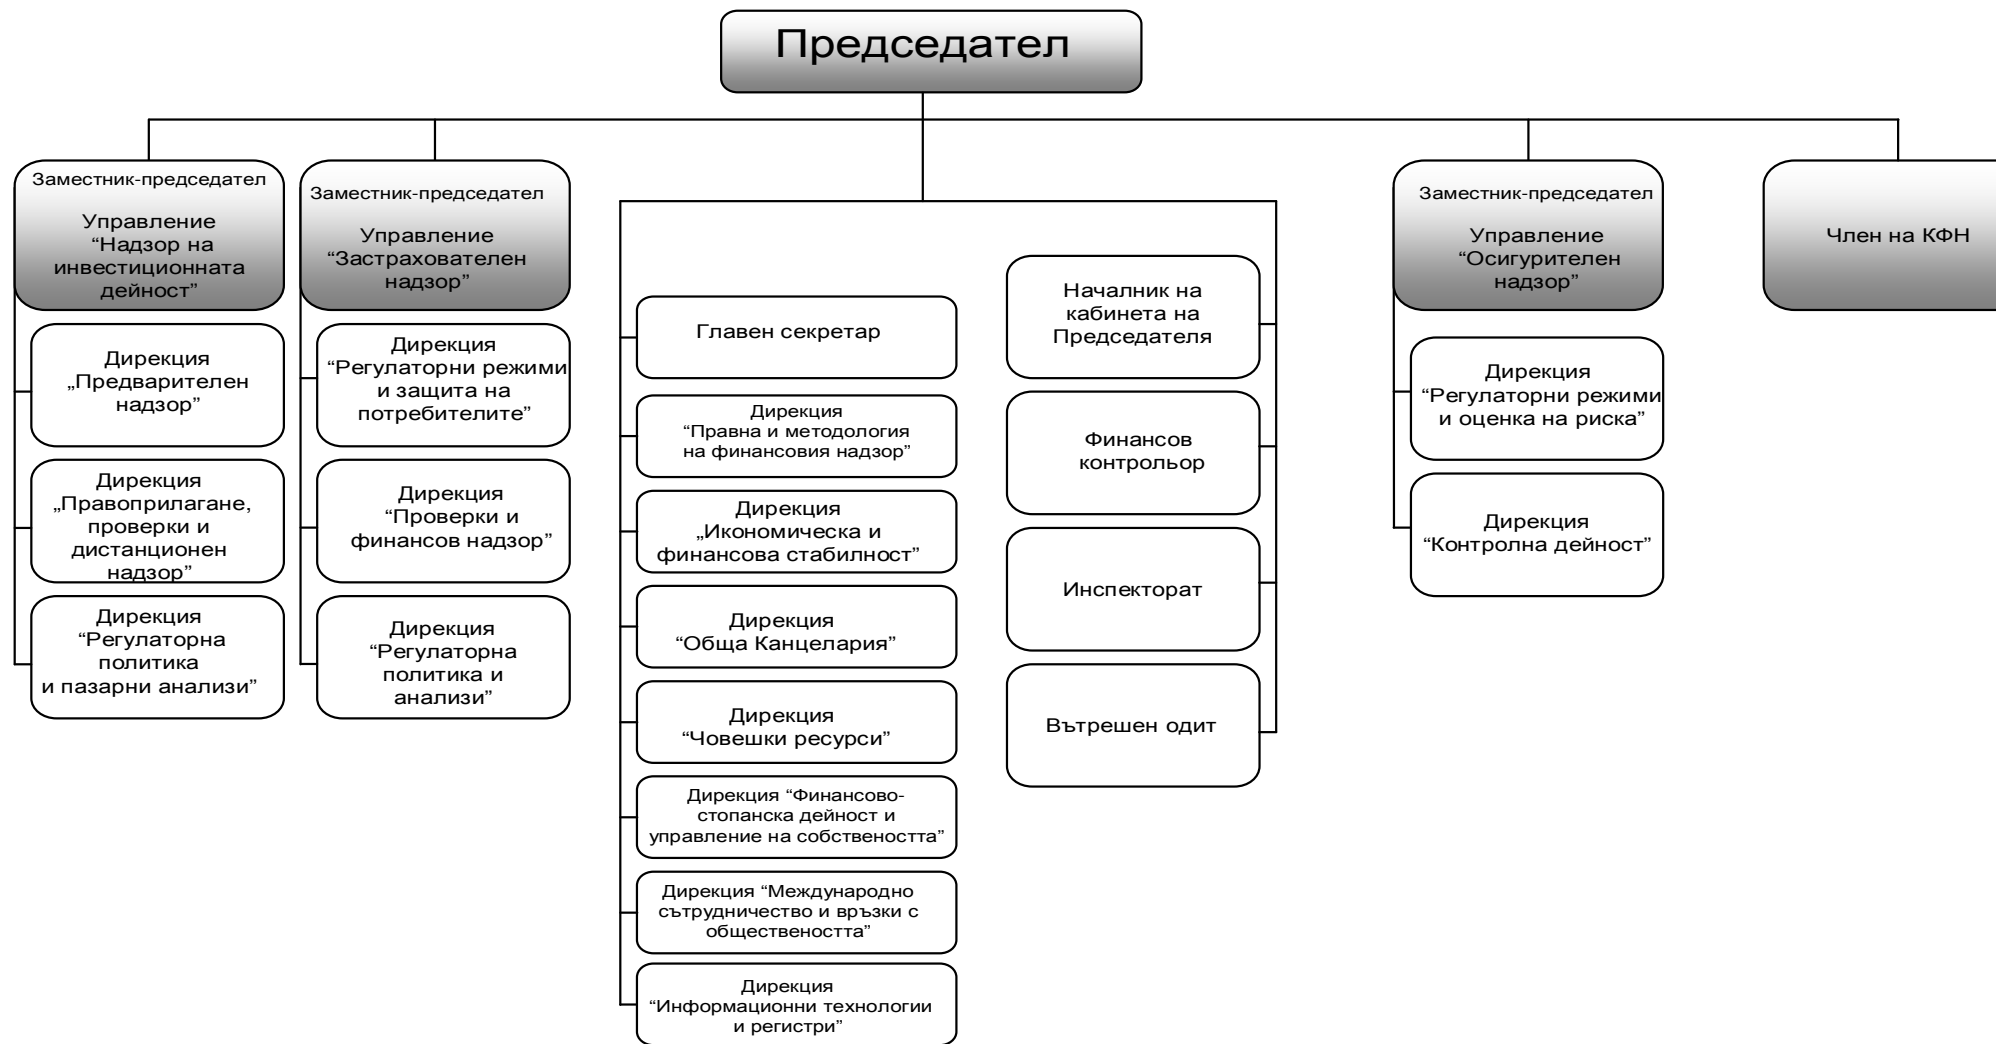 Председател
Заместник-председател
Управление
“Надзор на
инвестиционната
дейност”
Дирекция
„Предварителен
надзор”
Дирекция
„Правоприлагане,
проверки и
дистанционен
надзор”
Дирекция
“Регулаторна
политика
и пазарни анализи”
Заместник-председател
Управление
“Застрахователен
надзор”
Дирекция
“Регулаторни режими
и защита на
потребителите”
Дирекция
“Проверки и
финансов надзор”
Дирекция
“Регулаторна
политика и
анализи”
Главен секретар
Дирекция
“Правна и методология
на финансовия надзор”
Дирекция
„Икономическа и
финансова стабилност”
Дирекция
“Обща Канцелария”
Дирекция
“Човешки ресурси”
Дирекция “Финансово-
стопанска дейност и
управление на собствеността”
Дирекция “Международно
сътрудничество и връзки с
обществеността”
Дирекция
“Информационни технологии
и регистри”
Началник на
кабинета на
Председателя
Финансов
контрольор
Инспекторат
Вътрешен одит
Заместник-председател
Управление
“Осигурителен
надзор”
Дирекция
“Регулаторни режими
и оценка на риска”
Дирекция
“Контролна дейност”
Член на КФН